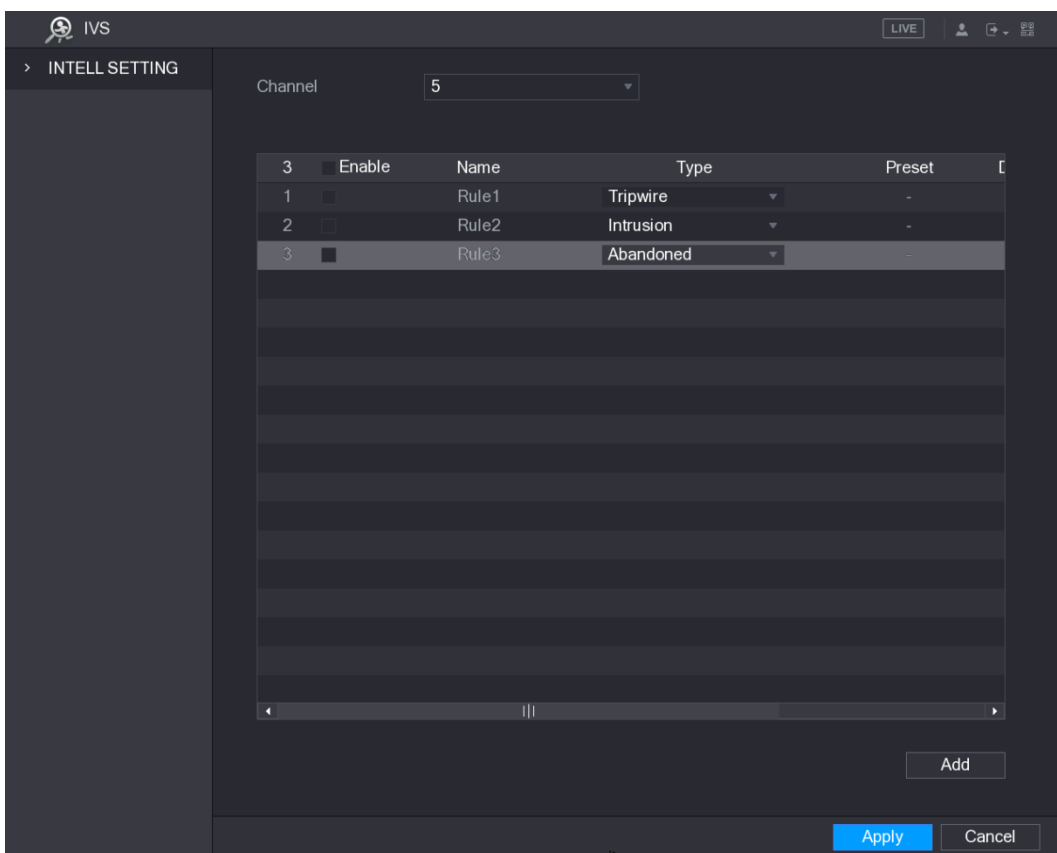 IVS LIVE
INTELL SETTING
Channel 5
3 Enable Name Type Preset D
1 Rule1 Tripwire -
2 Rule2 Intrusion -
3 Rule3 Abandoned -
Add
Apply Cancel